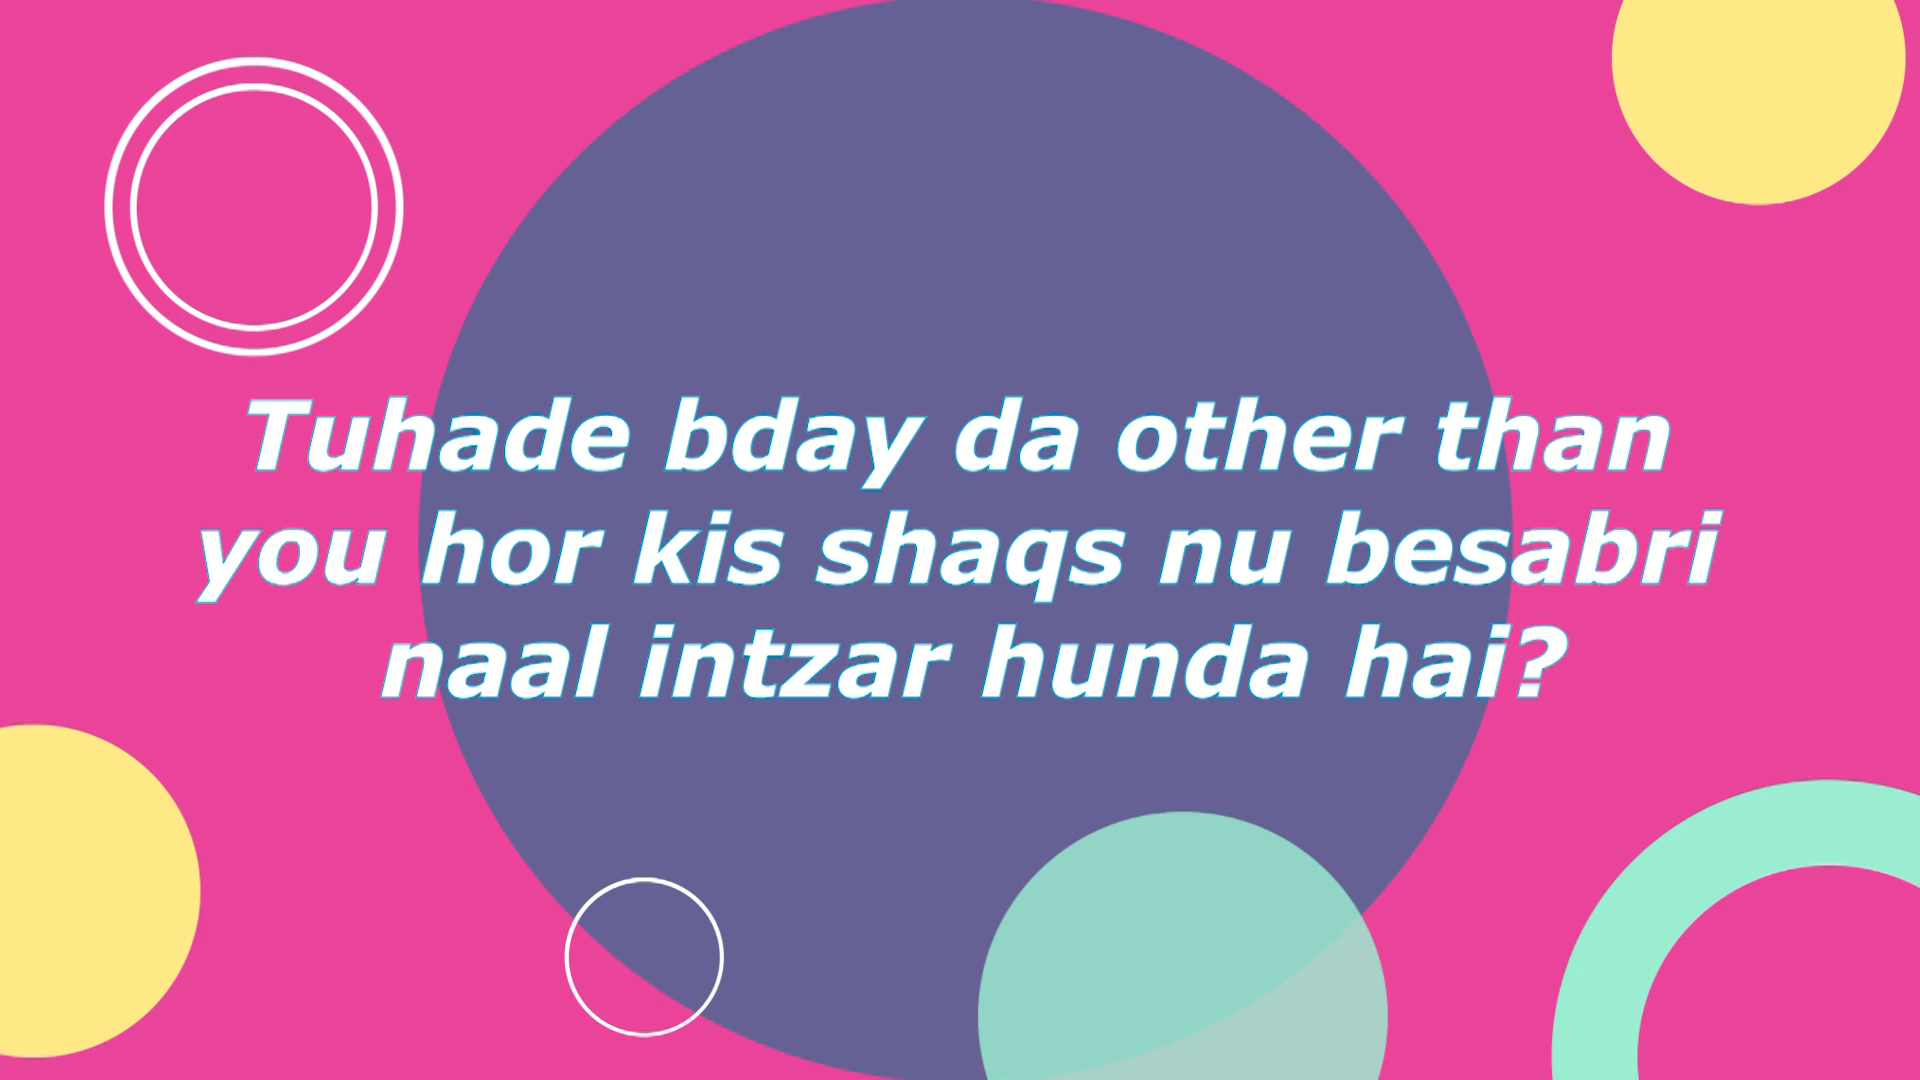 Tuhade bday da other than
you hor kis shaqs nu besabri
naal intzar hunda hai?